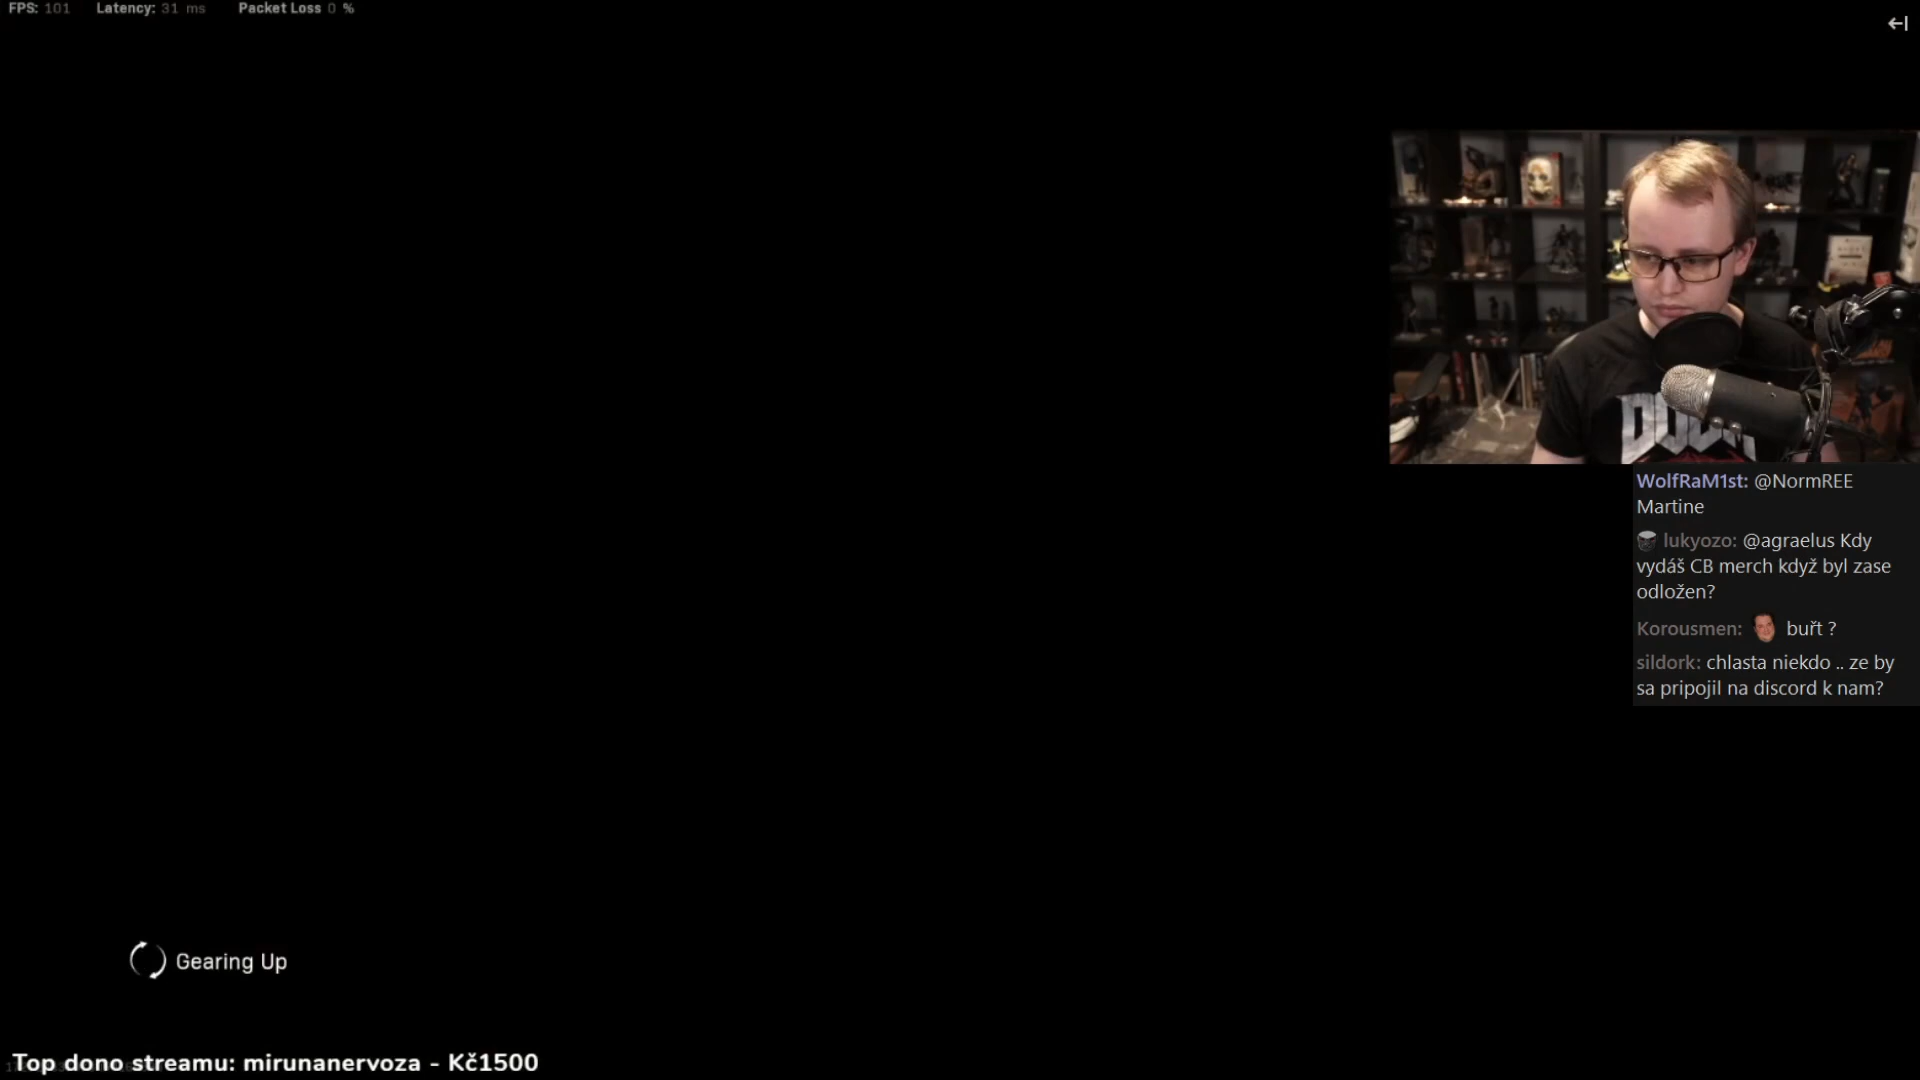 FPS: 101 Latency: 31 ms Packet Loss 0 %
DOOM
WolfRaM1st: @NormREE
Martine
lukyozo: @agraelus Kdy
vydáš CB merch když byl zase
odložen?
Korousmen: buřt ?
sildork: chlasta niekdo .. ze by
sa pripojil na discord k nam?
Gearing Up
Top dono streamu: mirunanervoza - Kč1500